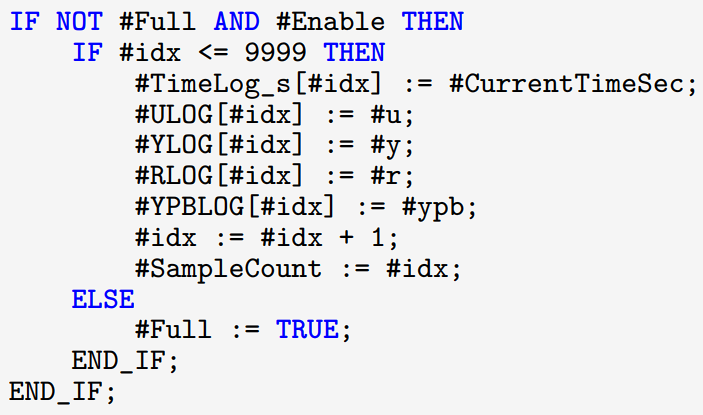 IF NOT #Full AND #Enable THEN
    IF #idx <= 9999 THEN
        #TimeLog_s[#idx] := #CurrentTimeSec;
        #ULOG[#idx] := #u;
        #YLOG[#idx] := #y;
        #RLOG[#idx] := #r;
        #YPBLOG[#idx] := #ypb;
        #idx := #idx + 1;
        #SampleCount := #idx;
    ELSE
        #Full := TRUE;
    END_IF;
END_IF;